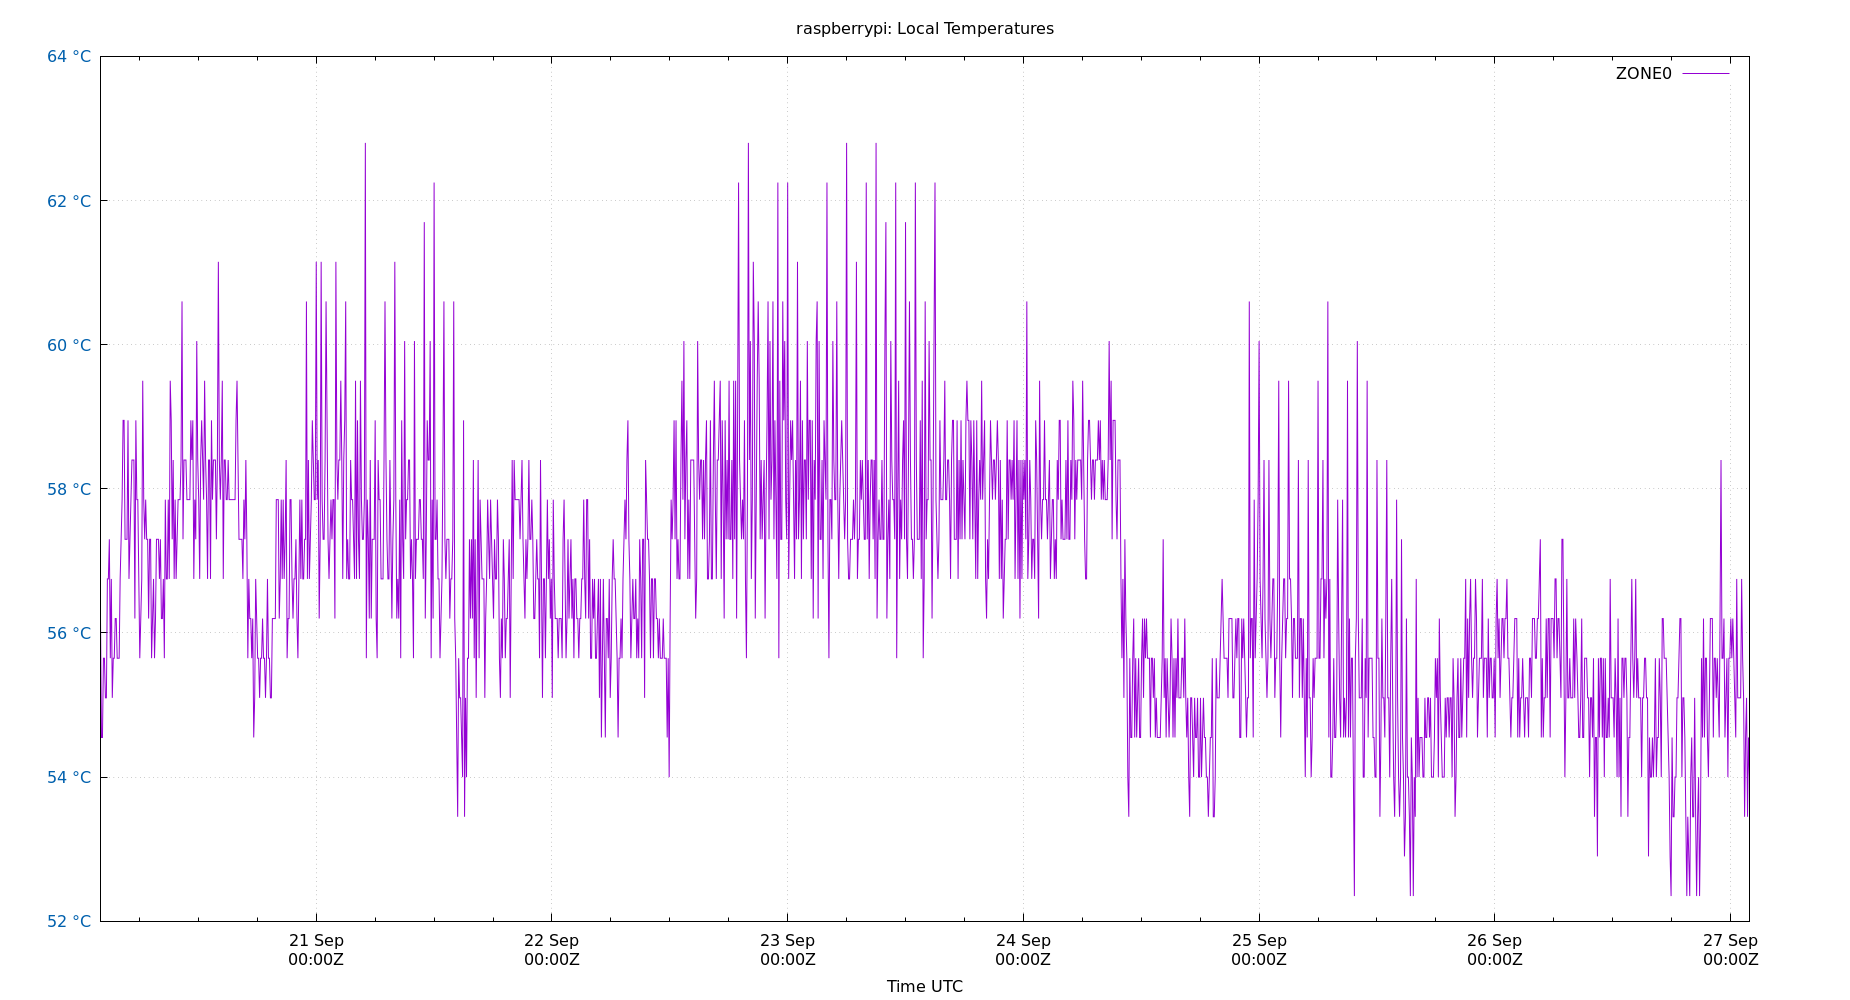 raspberrypi: Local Temperatures
64 °C
ZONE0
62 °C
60 °C
58 °C
56 °C
54 °C
52 °C
21 Sep 22 Sep 23 Sep 24 Sep 25 Sep 26 Sep 27 Sep
00:00Z 00:00Z 00:00Z 00:00Z 00:00Z 00:00Z 00:00Z
Time UTC